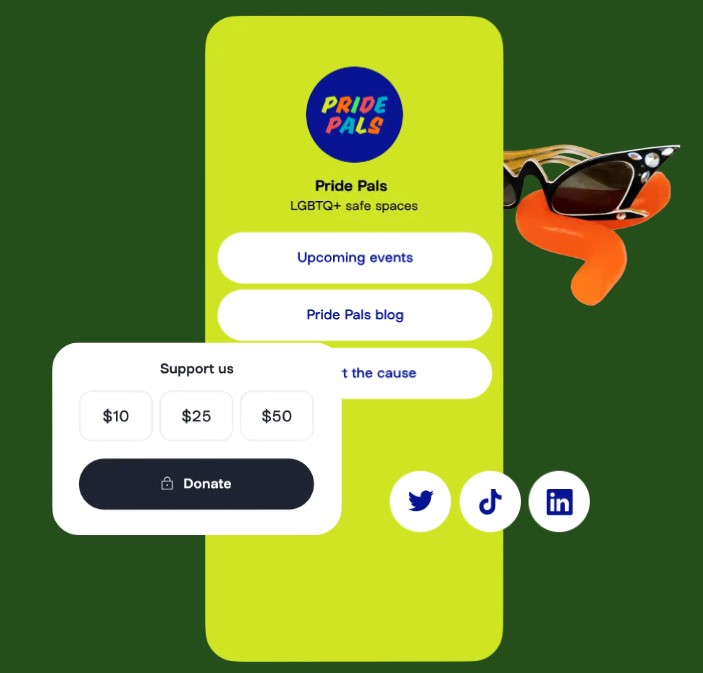 PRIDE
PALS
Pride Pals
LGBTQ+ safe spaces
Upcoming events
Pride Pals blog
t the cause
Support us
$10 $25 $50
Donate
in